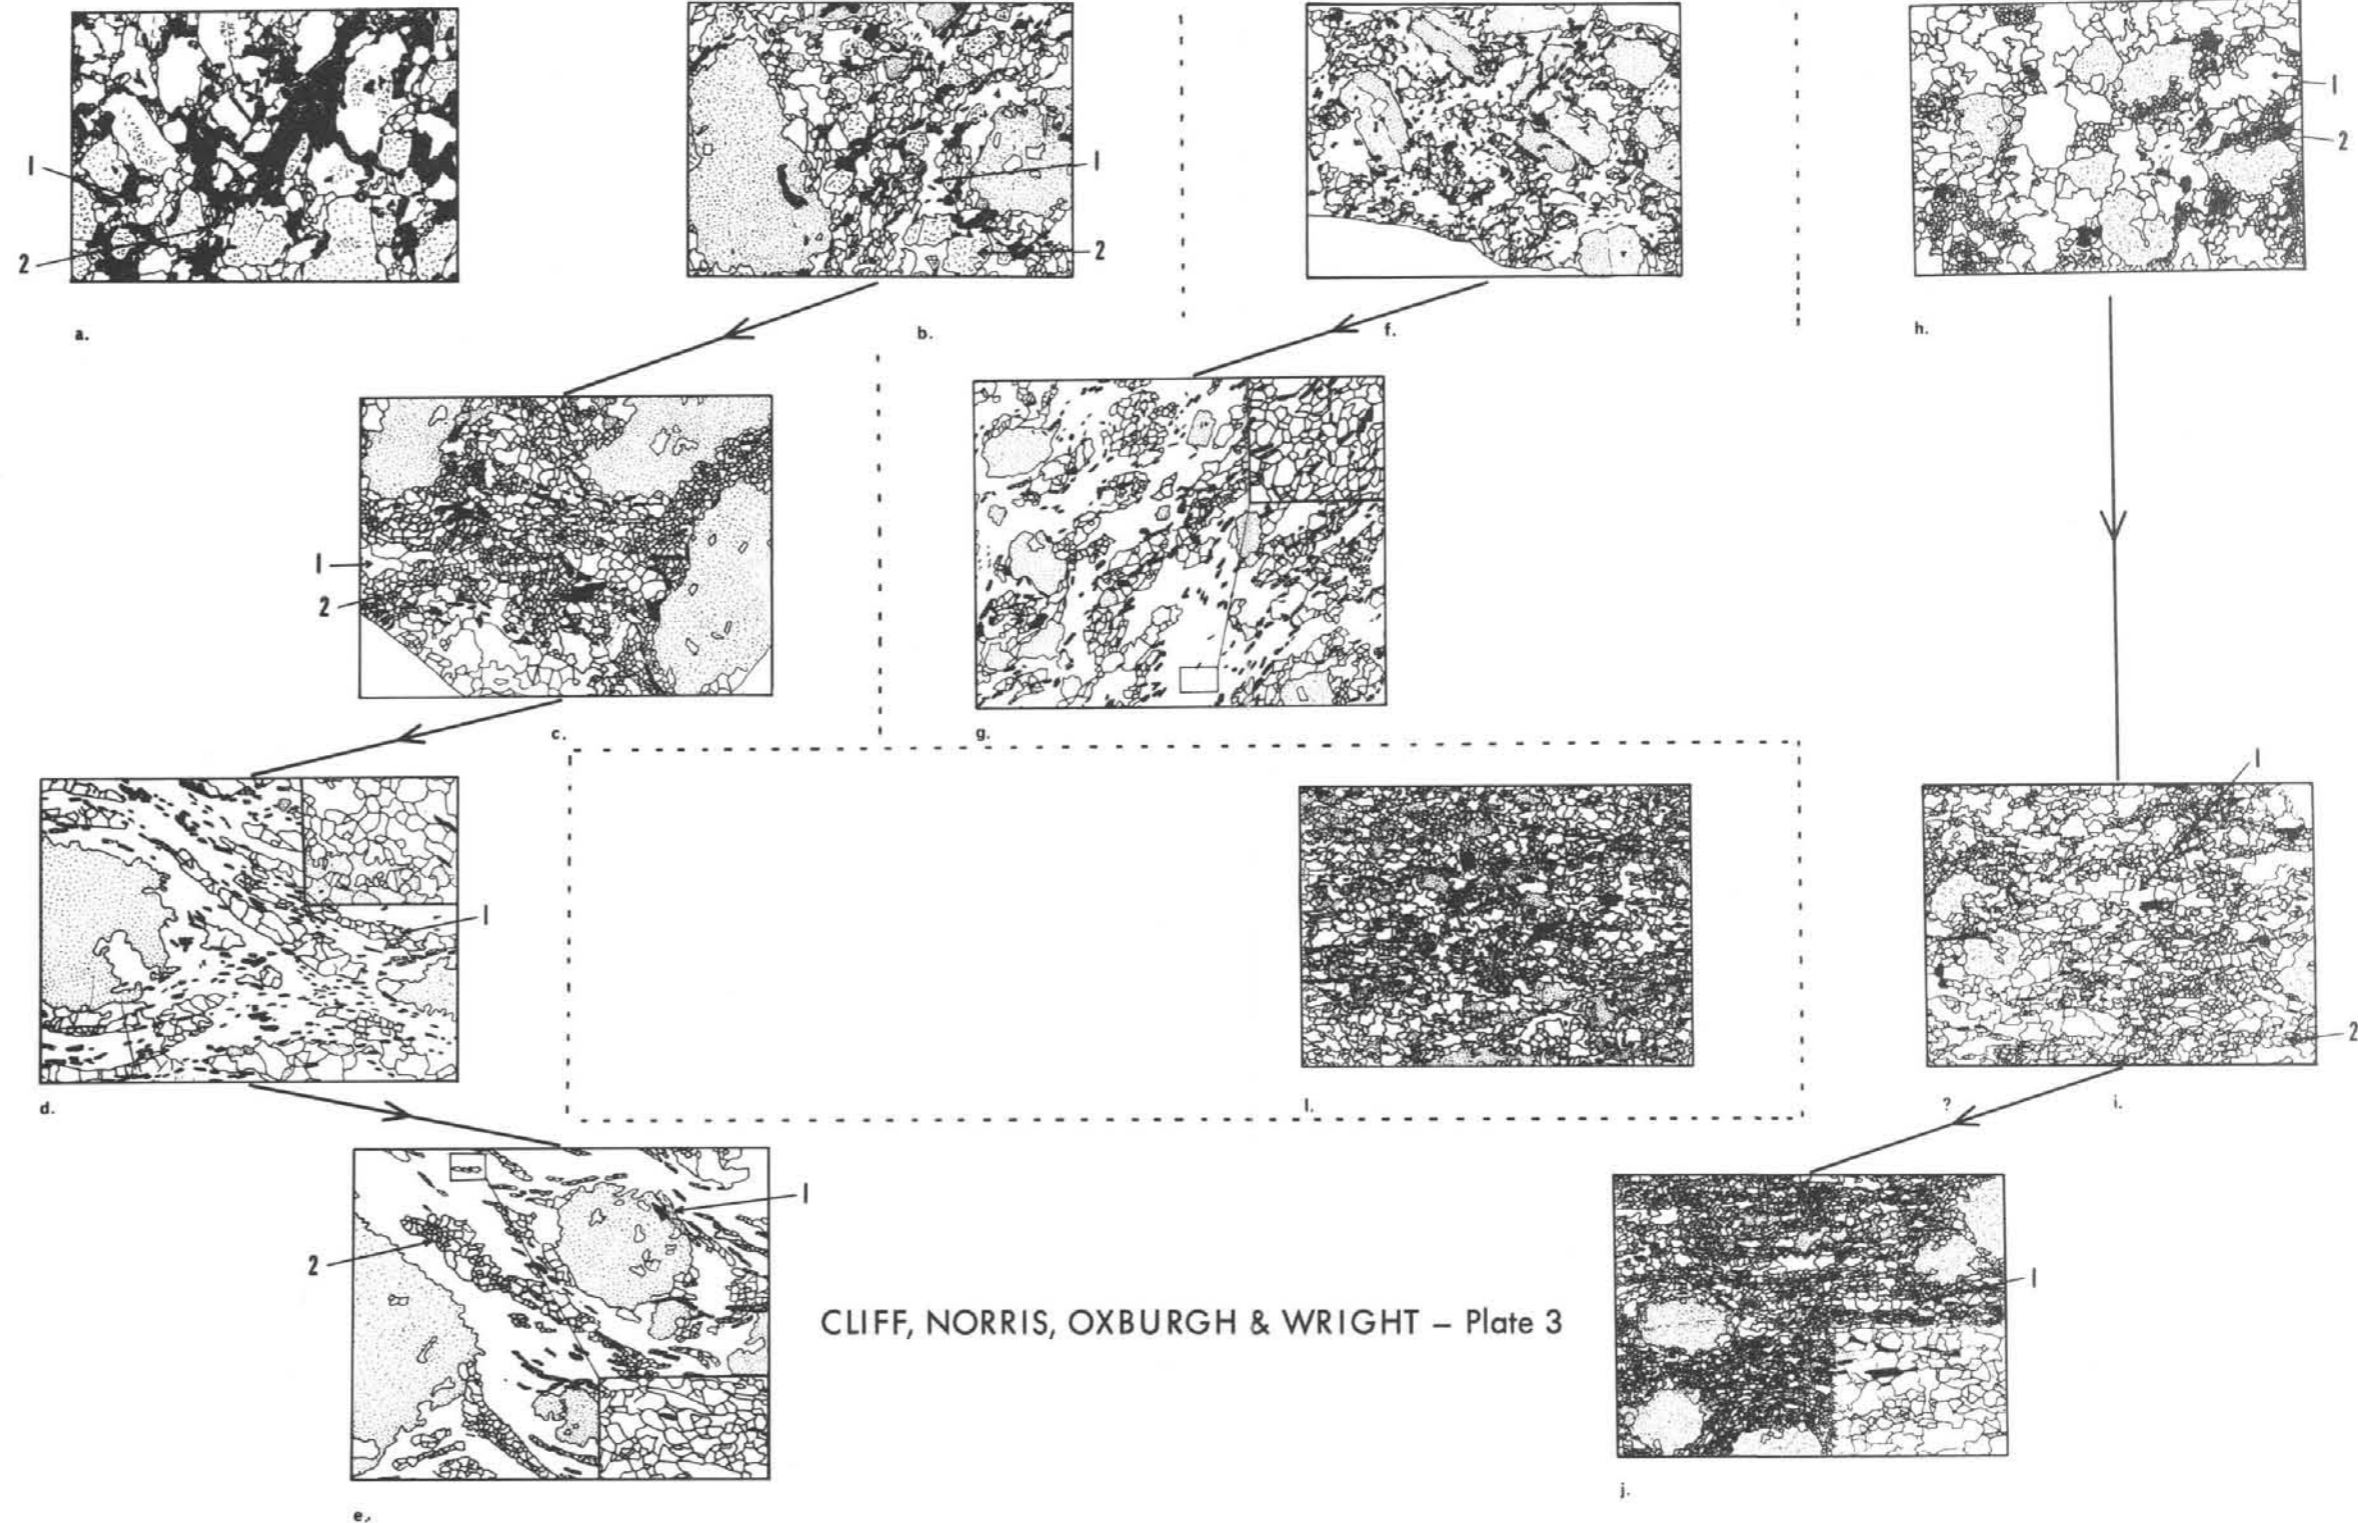 1
2
a.
1
2
b.
f.
1
2
h.
1
2
c.
g.
1
d.
l.
1
2
?
i.
1
2
e.
CLIFF, NORRIS, OXBURGH & WRIGHT – Plate 3
1
j.